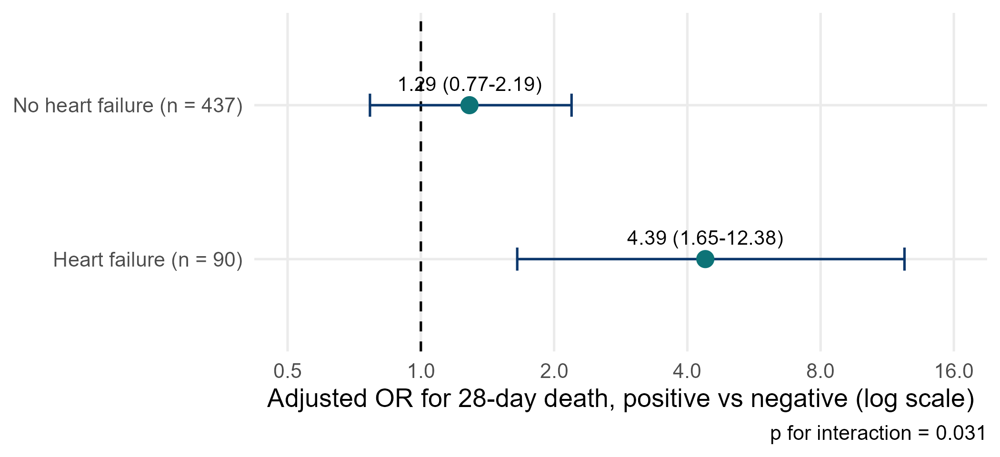 1.29 (0.77-2.19)
No heart failure (n = 437)
4.39 (1.65-12.38)
Heart failure (n = 90)
0.5 1.0 2.0 4.0 8.0 16.0
Adjusted OR for 28-day death, positive vs negative (log scale)
p for interaction = 0.031